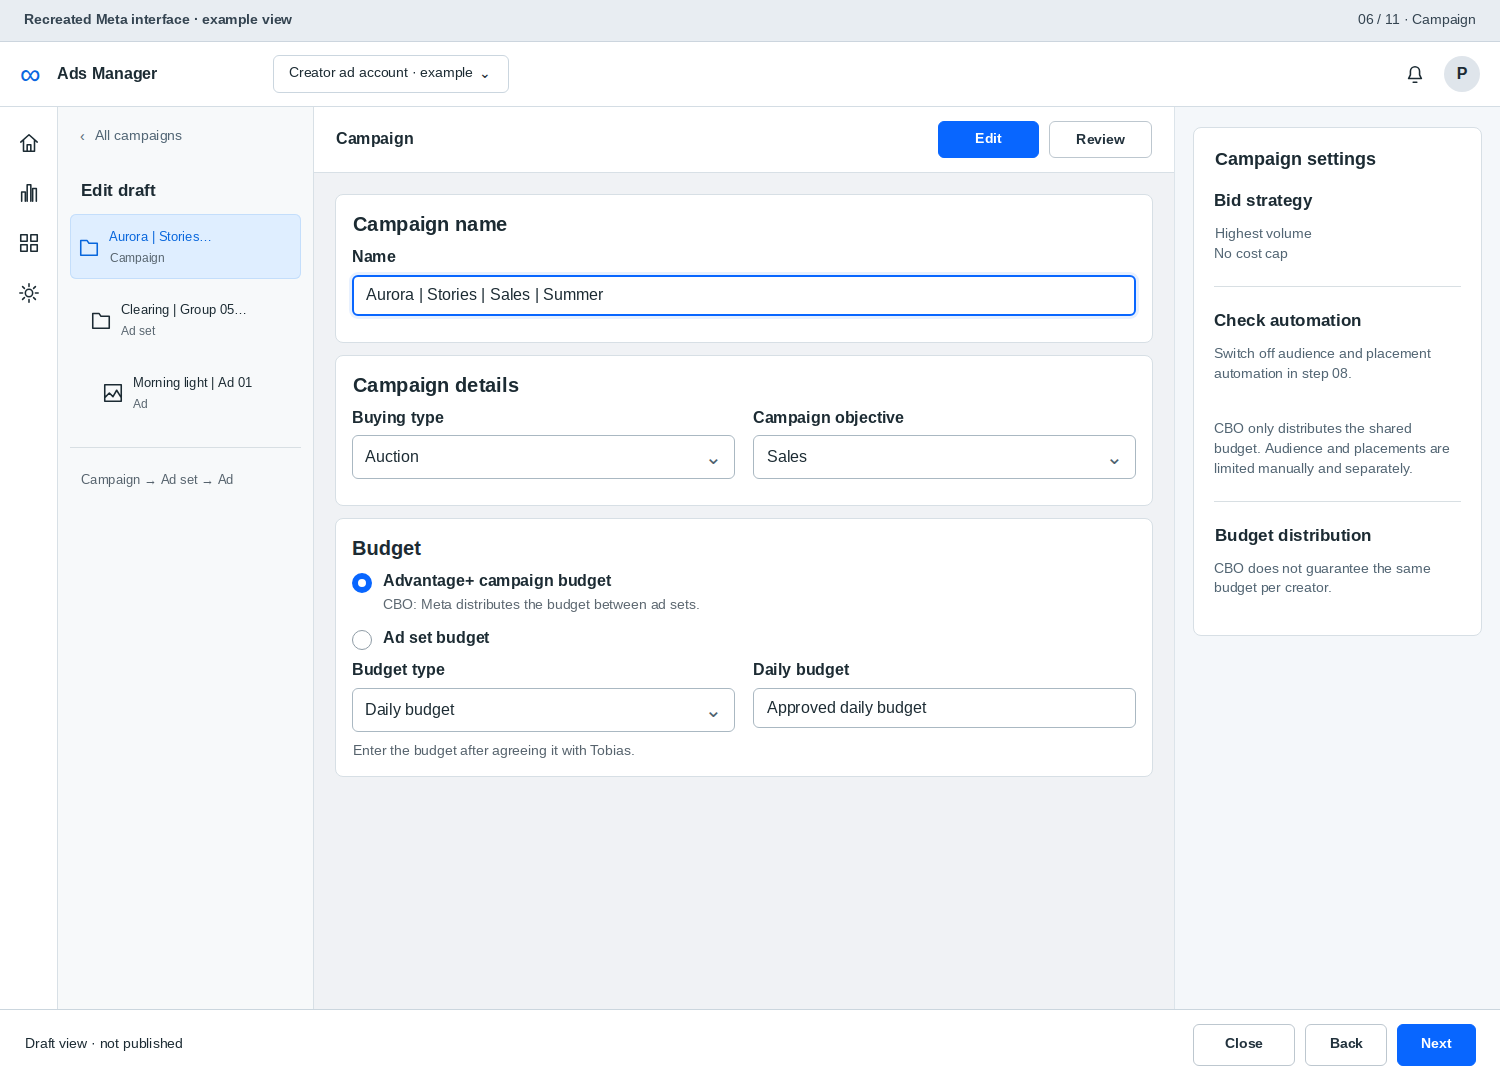 Recreated Meta interface · example view
06 / 11 · Campaign
Ads Manager
Creator ad account · example
P
‹ All campaigns
Edit draft
Aurora | Stories…
Campaign
Clearing | Group 05…
Ad set
Morning light | Ad 01
Ad
Campaign → Ad set → Ad
Campaign
Edit
Review
Campaign name
Name
Aurora | Stories | Sales | Summer
Campaign details
Buying type
Campaign objective
Auction
Sales
Budget
Advantage+ campaign budget
CBO: Meta distributes the budget between ad sets.
Ad set budget
Budget type
Daily budget
Daily budget
Approved daily budget
Enter the budget after agreeing it with Tobias.
Campaign settings
Bid strategy
Highest volume
No cost cap
Check automation
Switch off audience and placement
automation in step 08.
CBO only distributes the shared
budget. Audience and placements are
limited manually and separately.
Budget distribution
CBO does not guarantee the same
budget per creator.
Draft view · not published
Close
Back
Next